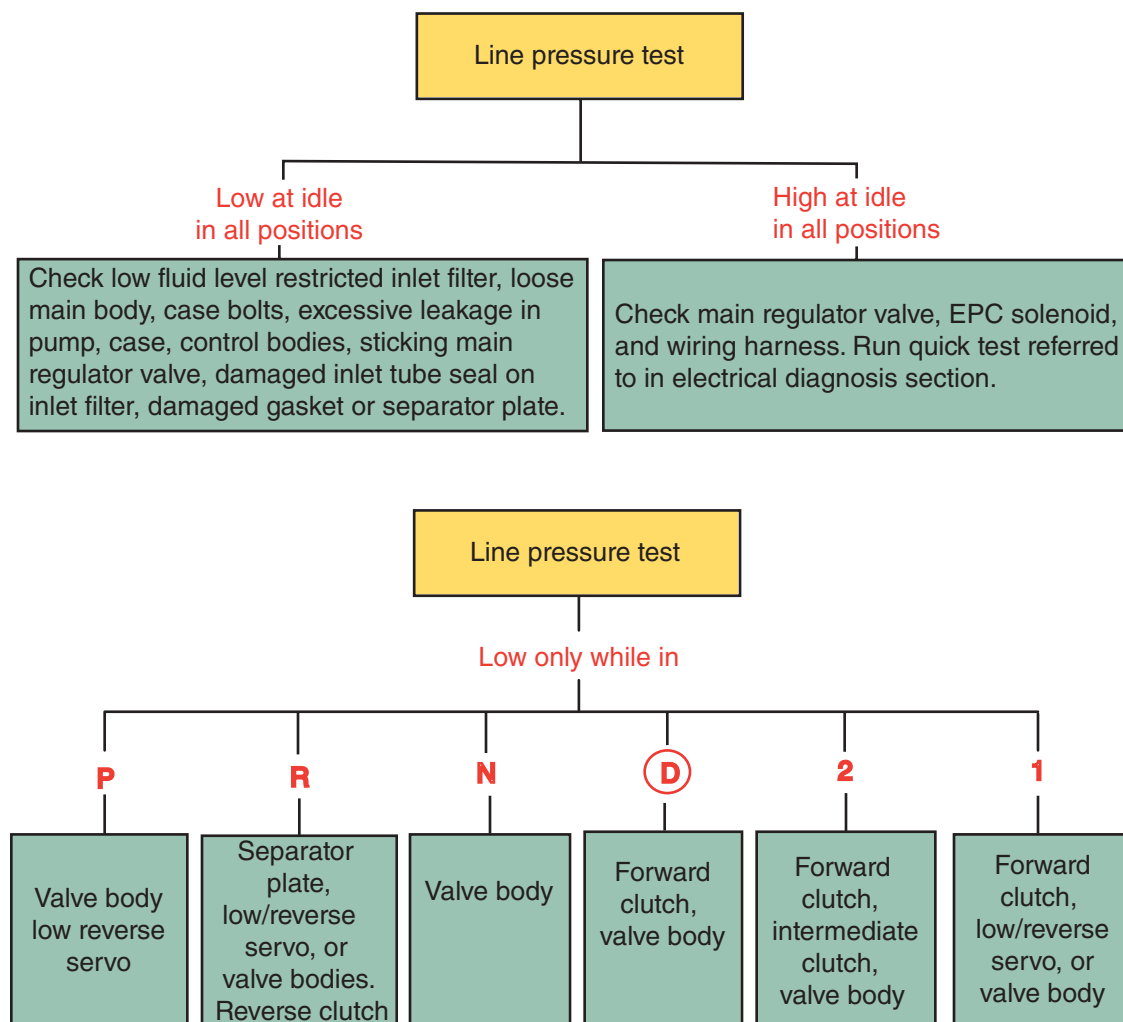 Line pressure test
Low at idle
in all positions
High at idle
in all positions
Check low fluid level restricted inlet filter, loose
main body, case bolts, excessive leakage in
pump, case, control bodies, sticking main
regulator valve, damaged inlet tube seal on
inlet filter, damaged gasket or separator plate.
Check main regulator valve, EPC solenoid,
and wiring harness. Run quick test referred
to in electrical diagnosis section.
Line pressure test
Low only while in
P
R
N
D
2
1
Valve body
low reverse
servo
Separator
plate,
low/reverse
servo, or
valve bodies.
Reverse clutch
Valve body
Forward
clutch,
valve body
Forward
clutch,
intermediate
clutch,
valve body
Forward
clutch,
low/reverse
servo, or
valve body